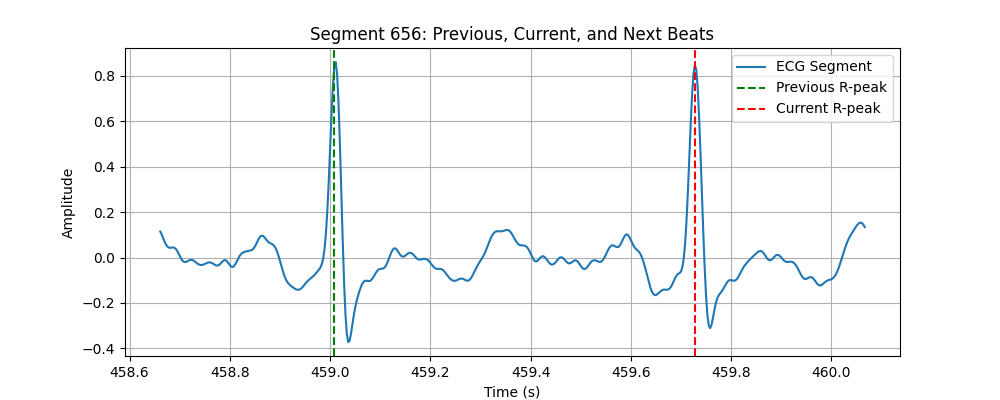 Segment 656: Previous, Current, and Next Beats
ECG Segment
Previous R-peak
Current R-peak
Amplitude
0.8
0.6
0.4
0.2
0.0
−0.2
−0.4
458.6 458.8 459.0 459.2 459.4 459.6 459.8 460.0
Time (s)